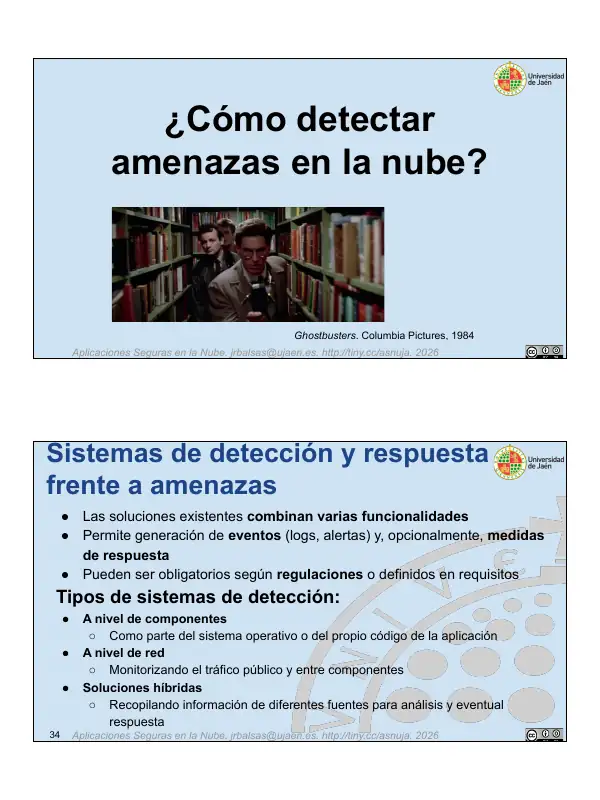 Universidad
de Jaén
¿Cómo detectar
amenazas en la nube?
Ghostbusters. Columbia Pictures, 1984
Aplicaciones Seguras en la Nube. jrbalsas@ujaen.es. http://tiny.cc/asnuja. 2026
Sistemas de detección y respuesta
frente a amenazas
Universidad
de Jaén
● Las soluciones existentes combinan varias funcionalidades
● Permite generación de eventos (logs, alertas) y, opcionalmente, medidas
de respuesta
● Pueden ser obligatorios según regulaciones o definidos en requisitos
Tipos de sistemas de detección:
● A nivel de componentes
○ Como parte del sistema operativo o del propio código de la aplicación
● A nivel de red
○ Monitorizando el tráfico público y entre componentes
● Soluciones híbridas
○ Recopilando información de diferentes fuentes para análisis y eventual
respuesta
34 Aplicaciones Seguras en la Nube. jrbalsas@ujaen.es. http://tiny.cc/asnuja. 2026